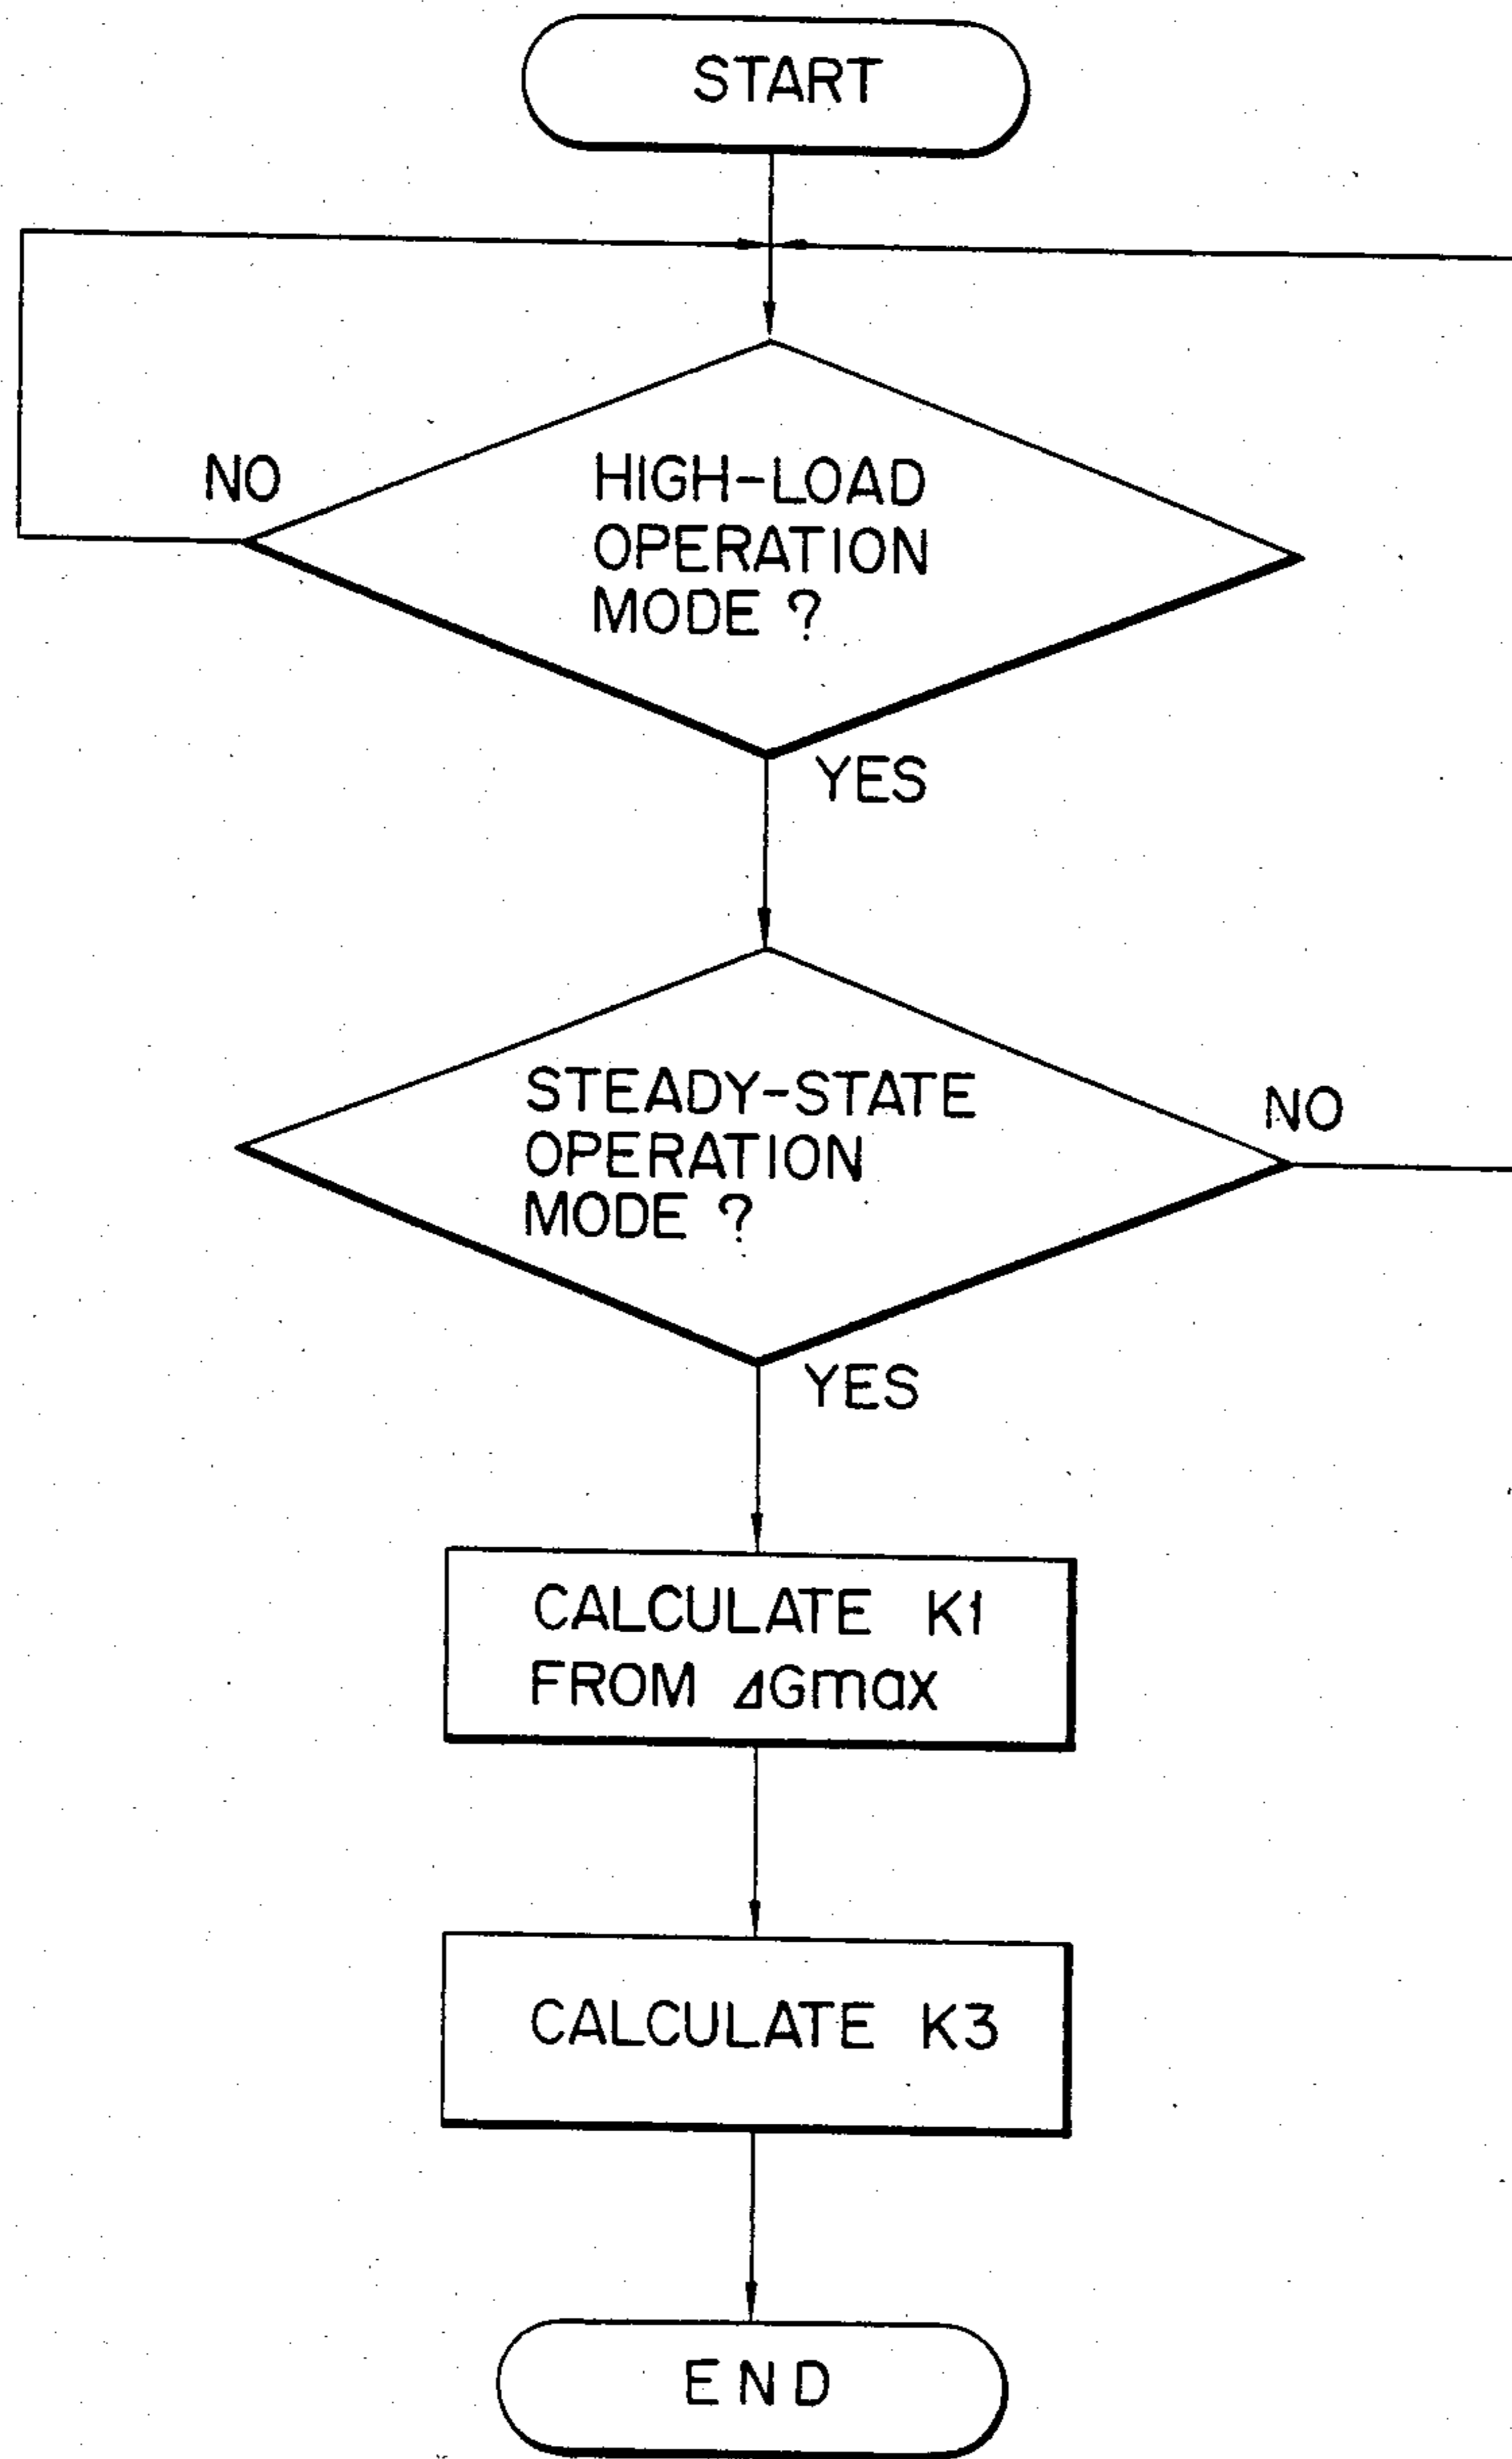 START
NO
HIGH-LOAD
OPERATION
MODE ?
YES
STEADY-STATE
OPERATION
MODE ?
NO
YES
CALCULATE K1
FROM ΔGmax
CALCULATE K3
END